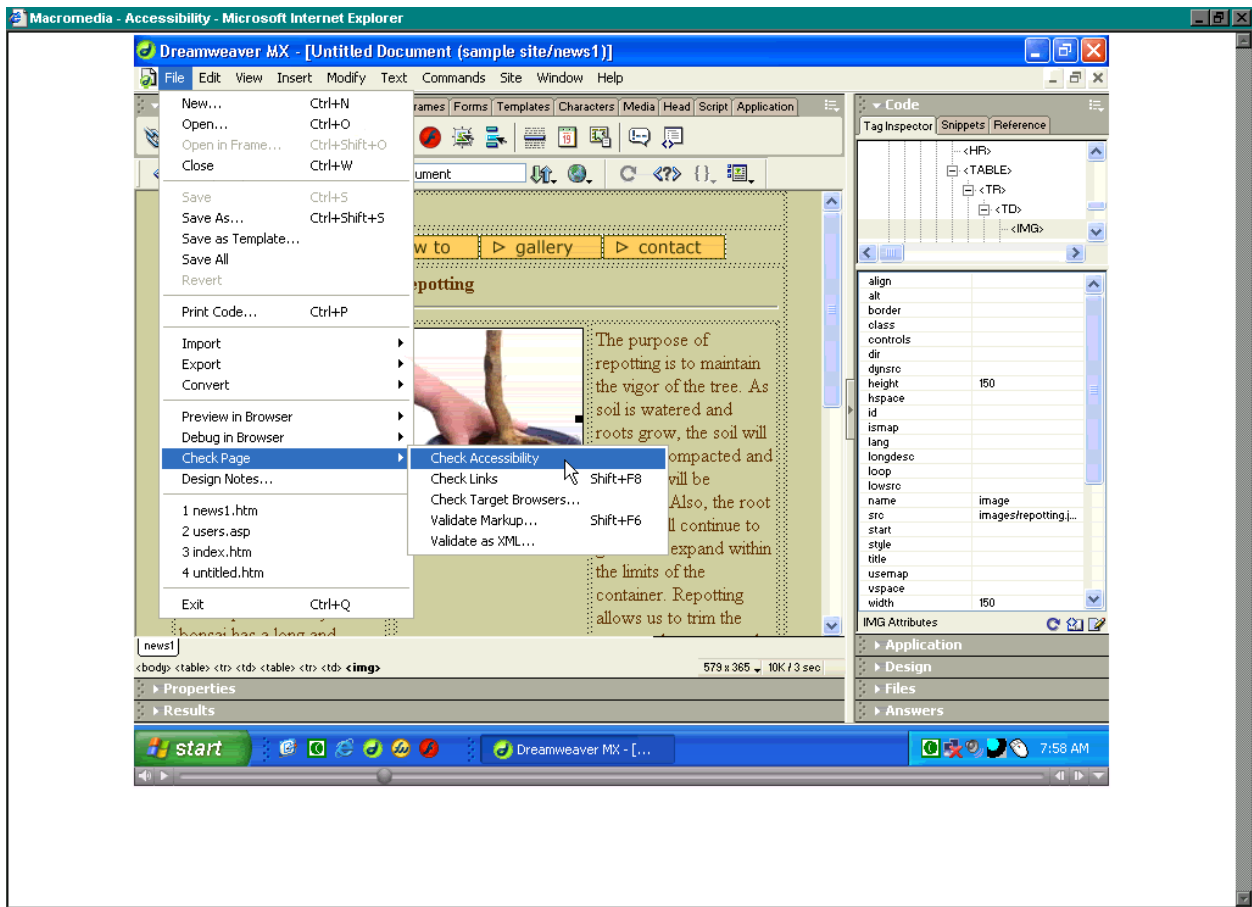 Macromedia - Accessibility - Microsoft Internet Explorer
Dreamweaver MX - [Untitled Document (sample site/news1)]
File Edit View Insert Modify Text Commands Site Window Help
New... Ctrl+N
Open... Ctrl+O
Open in Frame... Ctrl+Shift+O
Close Ctrl+W
Save Ctrl+S
Save As... Ctrl+Shift+S
Save as Template...
Save All
Revert
Print Code... Ctrl+P
Import
Export
Convert
Preview in Browser
Debug in Browser
Check Page
Design Notes...
1 news1.htm
2 users.asp
3 index.htm
4 untitled.htm
Exit Ctrl+Q
Check Accessibility
Check Links Shift+F8
Check Target Browsers...
Validate Markup... Shift+F6
Validate as XML...
rames Forms Templates Characters Media Head Script Application
19
ument
w to gallery contact
potting
The purpose of
repotting is to maintain
the vigor of the tree. As
soil is watered and
roots grow, the soil will
ompacted and
will be
Also, the root
ll continue to
expand within
the limits of the
container. Repotting
allows us to trim the
bonsai has a long and
Code
Tag Inspector Snippets Reference
<HR>
<TABLE>
<TR>
<TD>
<IMG>
align
alt
border
class
controls
dir
dynsrc
height 150
hspace
id
ismap
lang
longdesc
loop
lowsrc
name image
src images/repotting.j...
start
style
title
usemap
vspace
width 150
IMG Attributes
Application
Design
Files
Answers
news1
<body> <table> <tr> <td> <table> <tr> <td> <img>
579 x 365 10K / 3 sec
Properties
Results
start
Dreamweaver MX - [...
7:58 AM